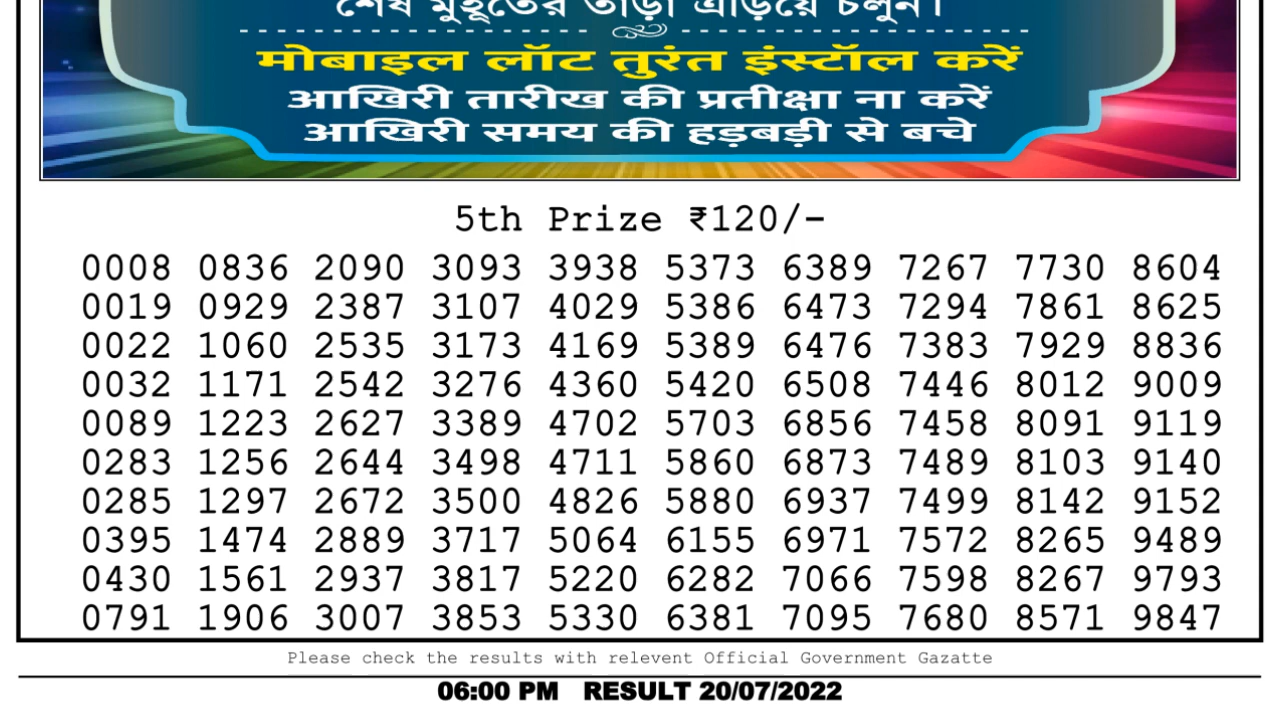 শেষ মুহূর্তের তাড়া এড়িয়ে চলুন।
मोबाइल लॉट तुरंत इंस्टॉल करें
आखिरी तारीख की प्रतीक्षा ना करें
आखिरी समय की हड़बड़ी से बचे
5th Prize ₹120/-
0008 0836 2090 3093 3938 5373 6389 7267 7730 8604
0019 0929 2387 3107 4029 5386 6473 7294 7861 8625
0022 1060 2535 3173 4169 5389 6476 7383 7929 8836
0032 1171 2542 3276 4360 5420 6508 7446 8012 9009
0089 1223 2627 3389 4702 5703 6856 7458 8091 9119
0283 1256 2644 3498 4711 5860 6873 7489 8103 9140
0285 1297 2672 3500 4826 5880 6937 7499 8142 9152
0395 1474 2889 3717 5064 6155 6971 7572 8265 9489
0430 1561 2937 3817 5220 6282 7066 7598 8267 9793
0791 1906 3007 3853 5330 6381 7095 7680 8571 9847
Please check the results with relevent Official Government Gazatte
06:00 PM RESULT 20/07/2022